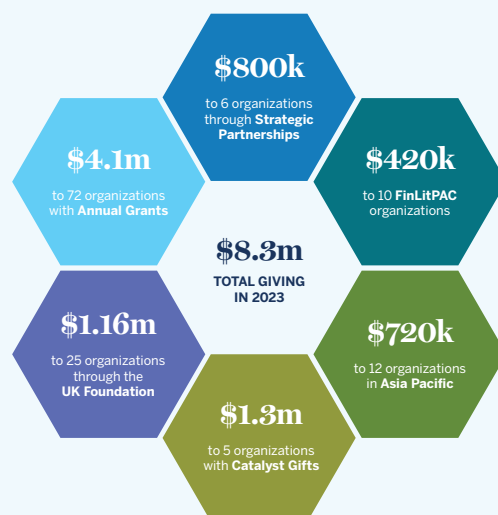 $800k
to 6 organizations
through Strategic
Partnerships
$4.1m
to 72 organizations
with Annual Grants
$420k
to 10 FinLitPAC
organizations
$8.3m
TOTAL GIVING
IN 2023
$1.16m
to 25 organizations
through the
UK Foundation
$720k
to 12 organizations
in Asia Pacific
$1.3m
to 5 organizations
with Catalyst Gifts